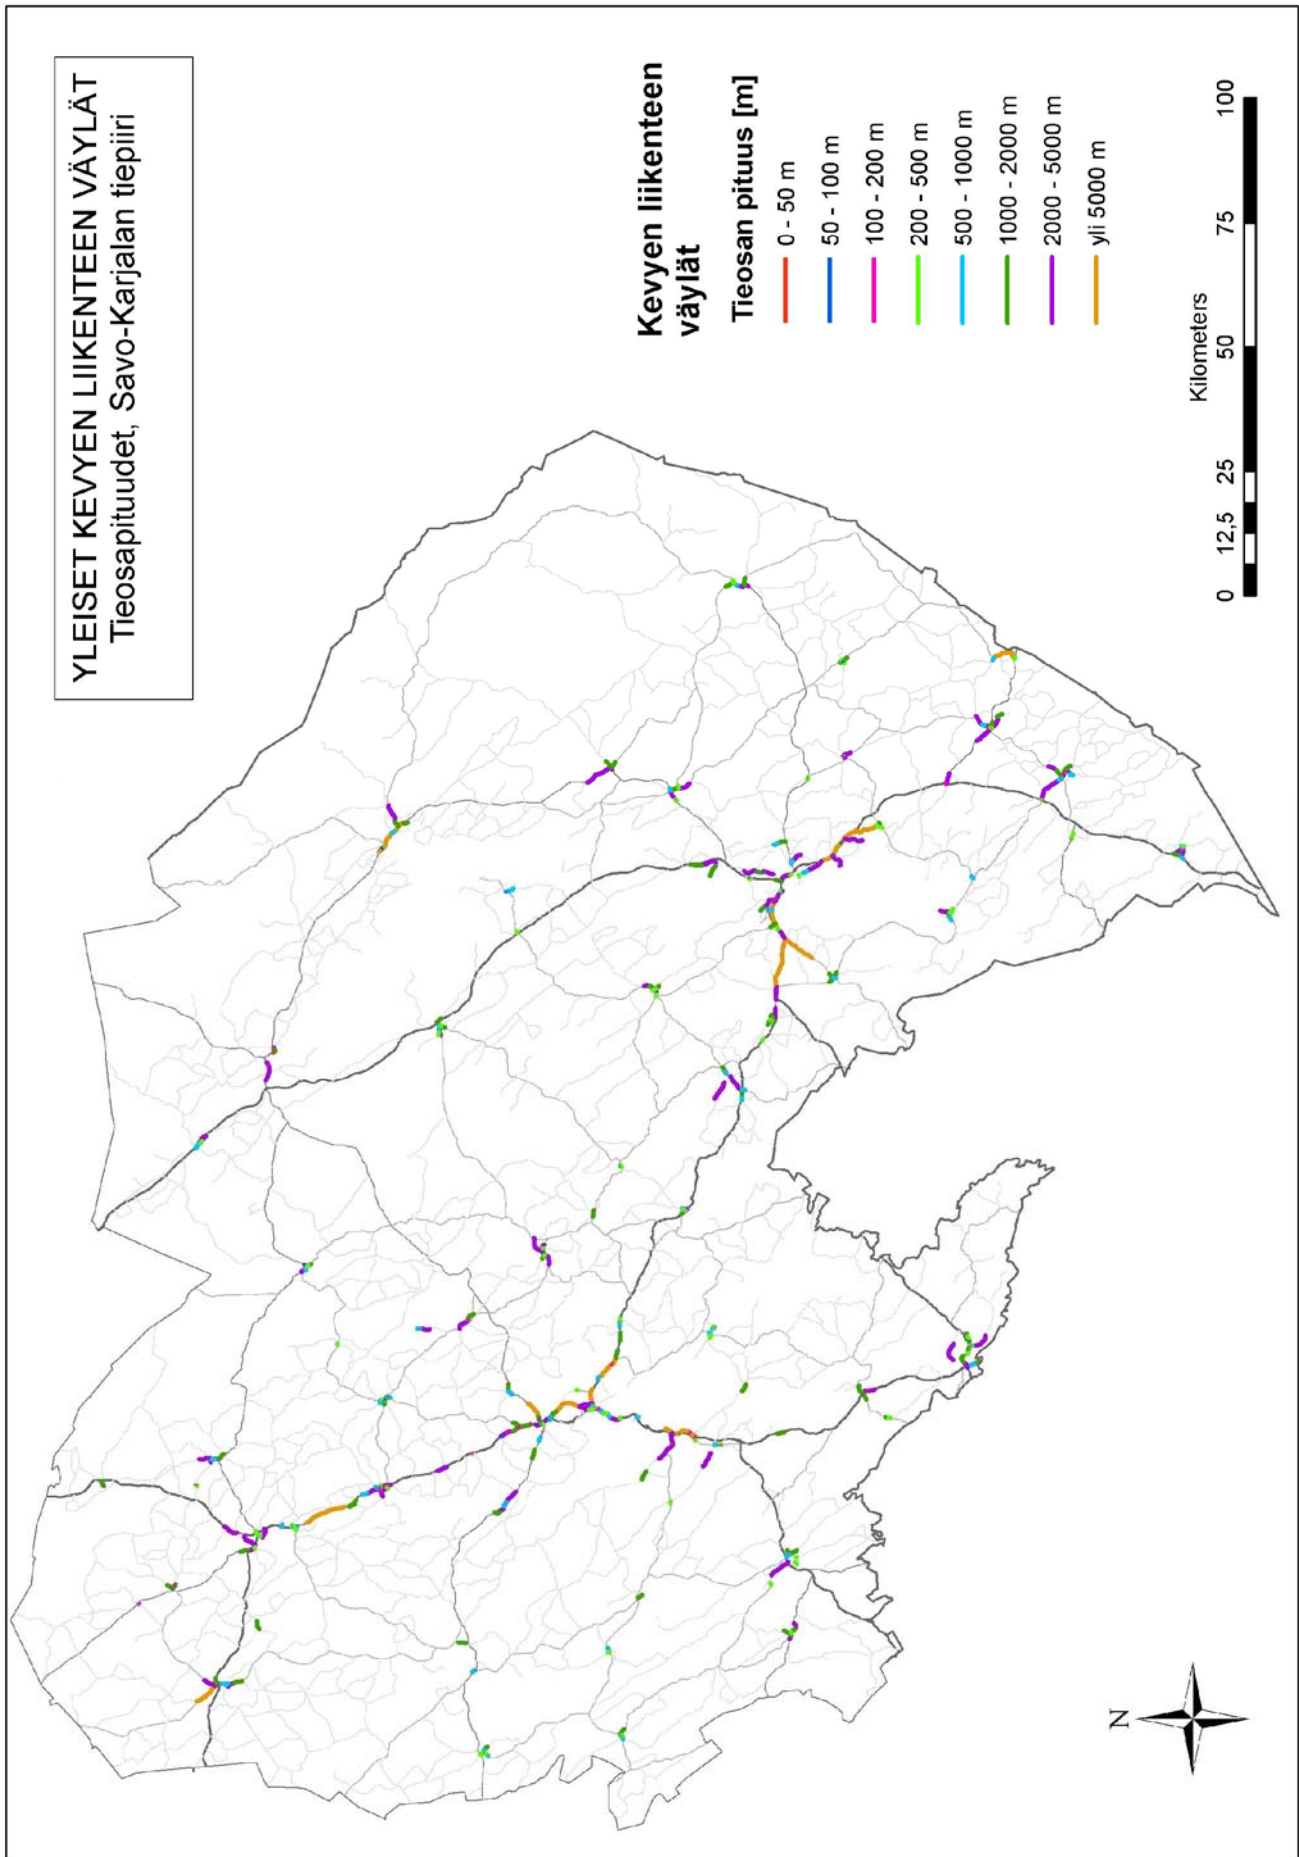 YLEISET KEVYEN LIIKENTEEN VÄYLÄT
Tieosapituudet, Savo-Karjalan tiepiiri
Kevyen liikenteen
väylät
Tieosan pituus [m]
0 - 50 m
50 - 100 m
100 - 200 m
200 - 500 m
500 - 1000 m
1000 - 2000 m
2000 - 5000 m
yli 5000 m
Kilometers
0 12,5 25 50 75 100
N